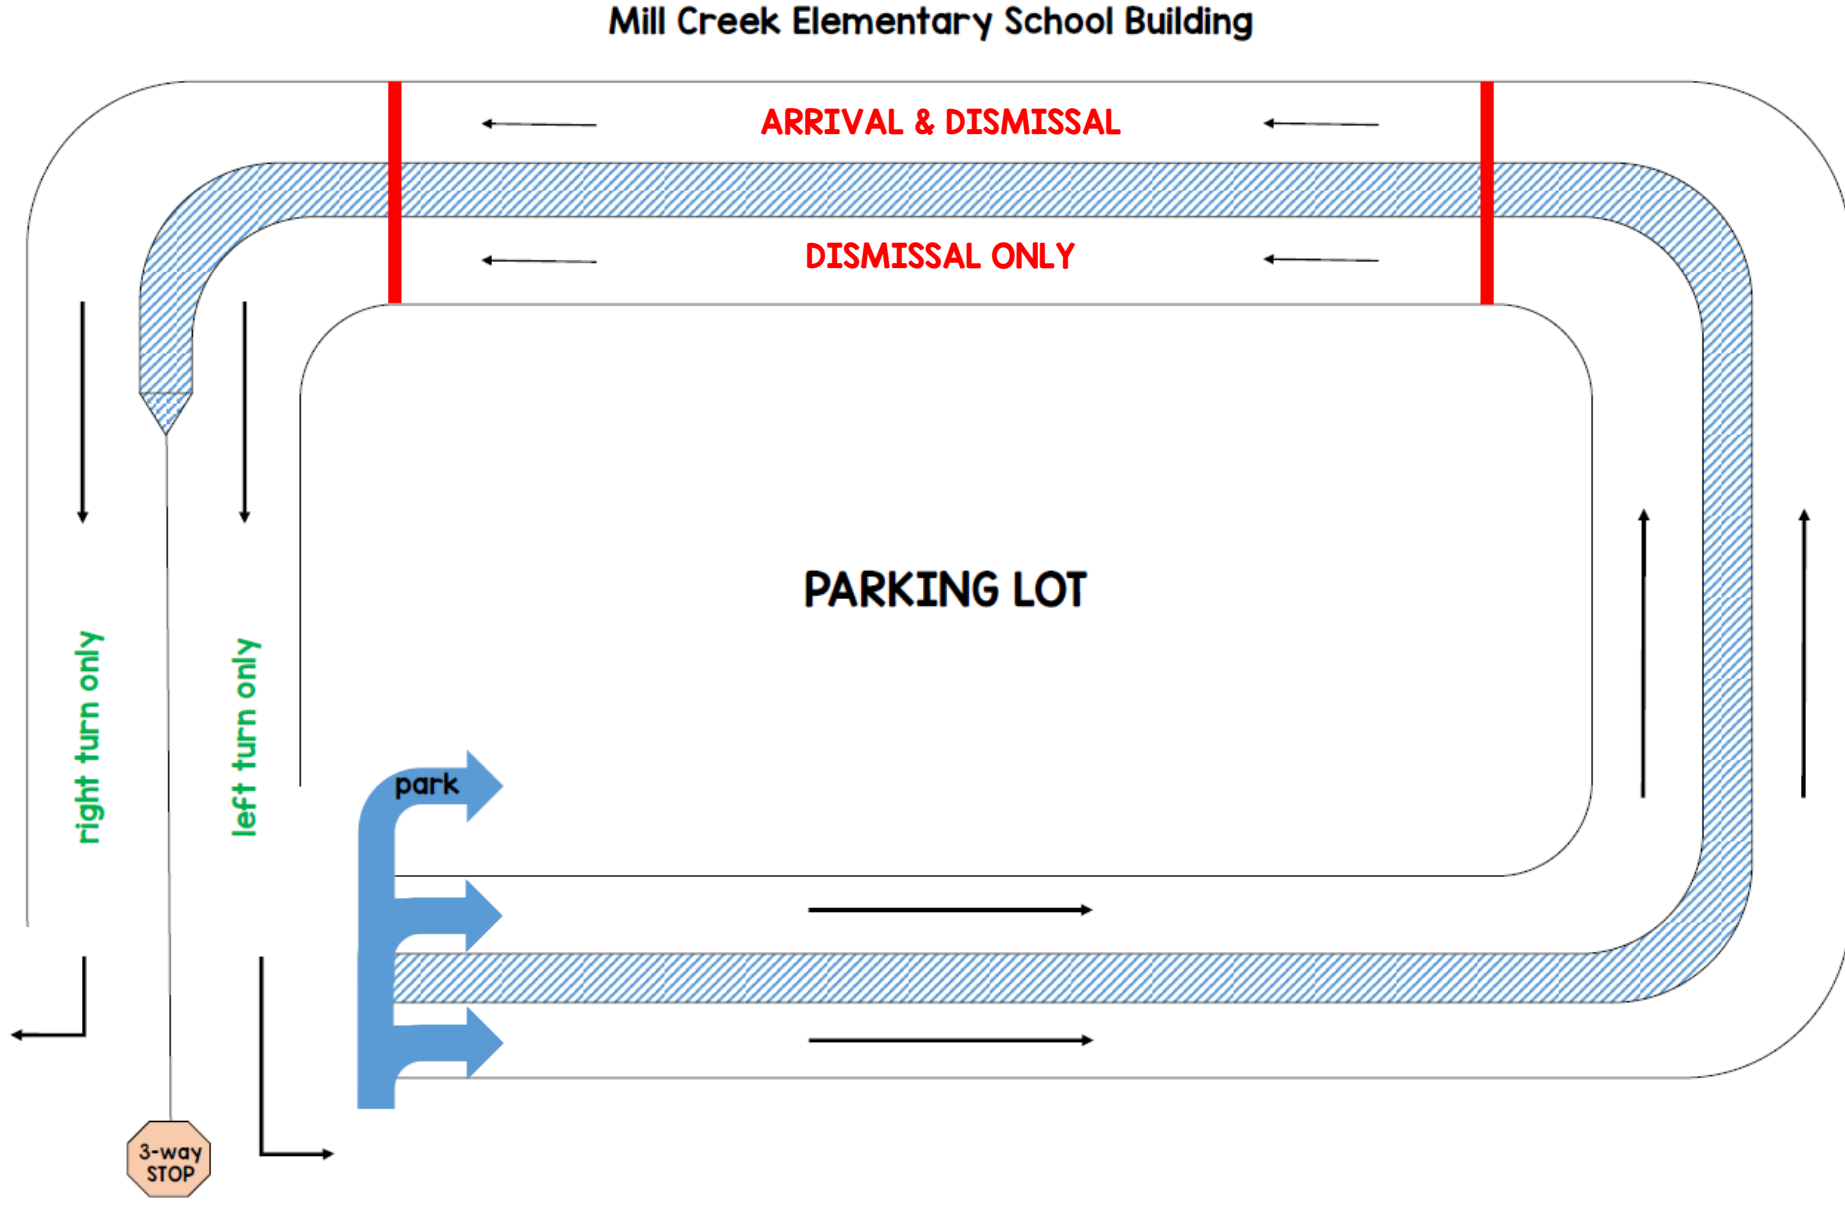 Mill Creek Elementary School Building
ARRIVAL & DISMISSAL
DISMISSAL ONLY
PARKING LOT
right turn only
left turn only
park
3-way
STOP